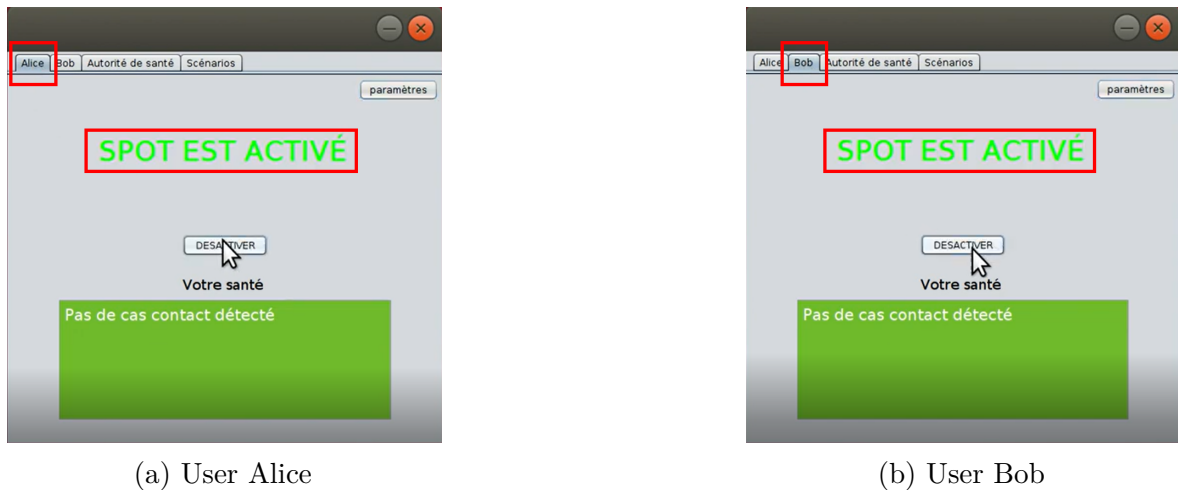 Alice Bob Autorité de santé Scénarios
paramètres
SPOT EST ACTIVÉ
DESACTIVER
Votre santé
Pas de cas contact détecté
(a) User Alice
Alice Bob Autorité de santé Scénarios
paramètres
SPOT EST ACTIVÉ
DESACTIVER
Votre santé
Pas de cas contact détecté
(b) User Bob